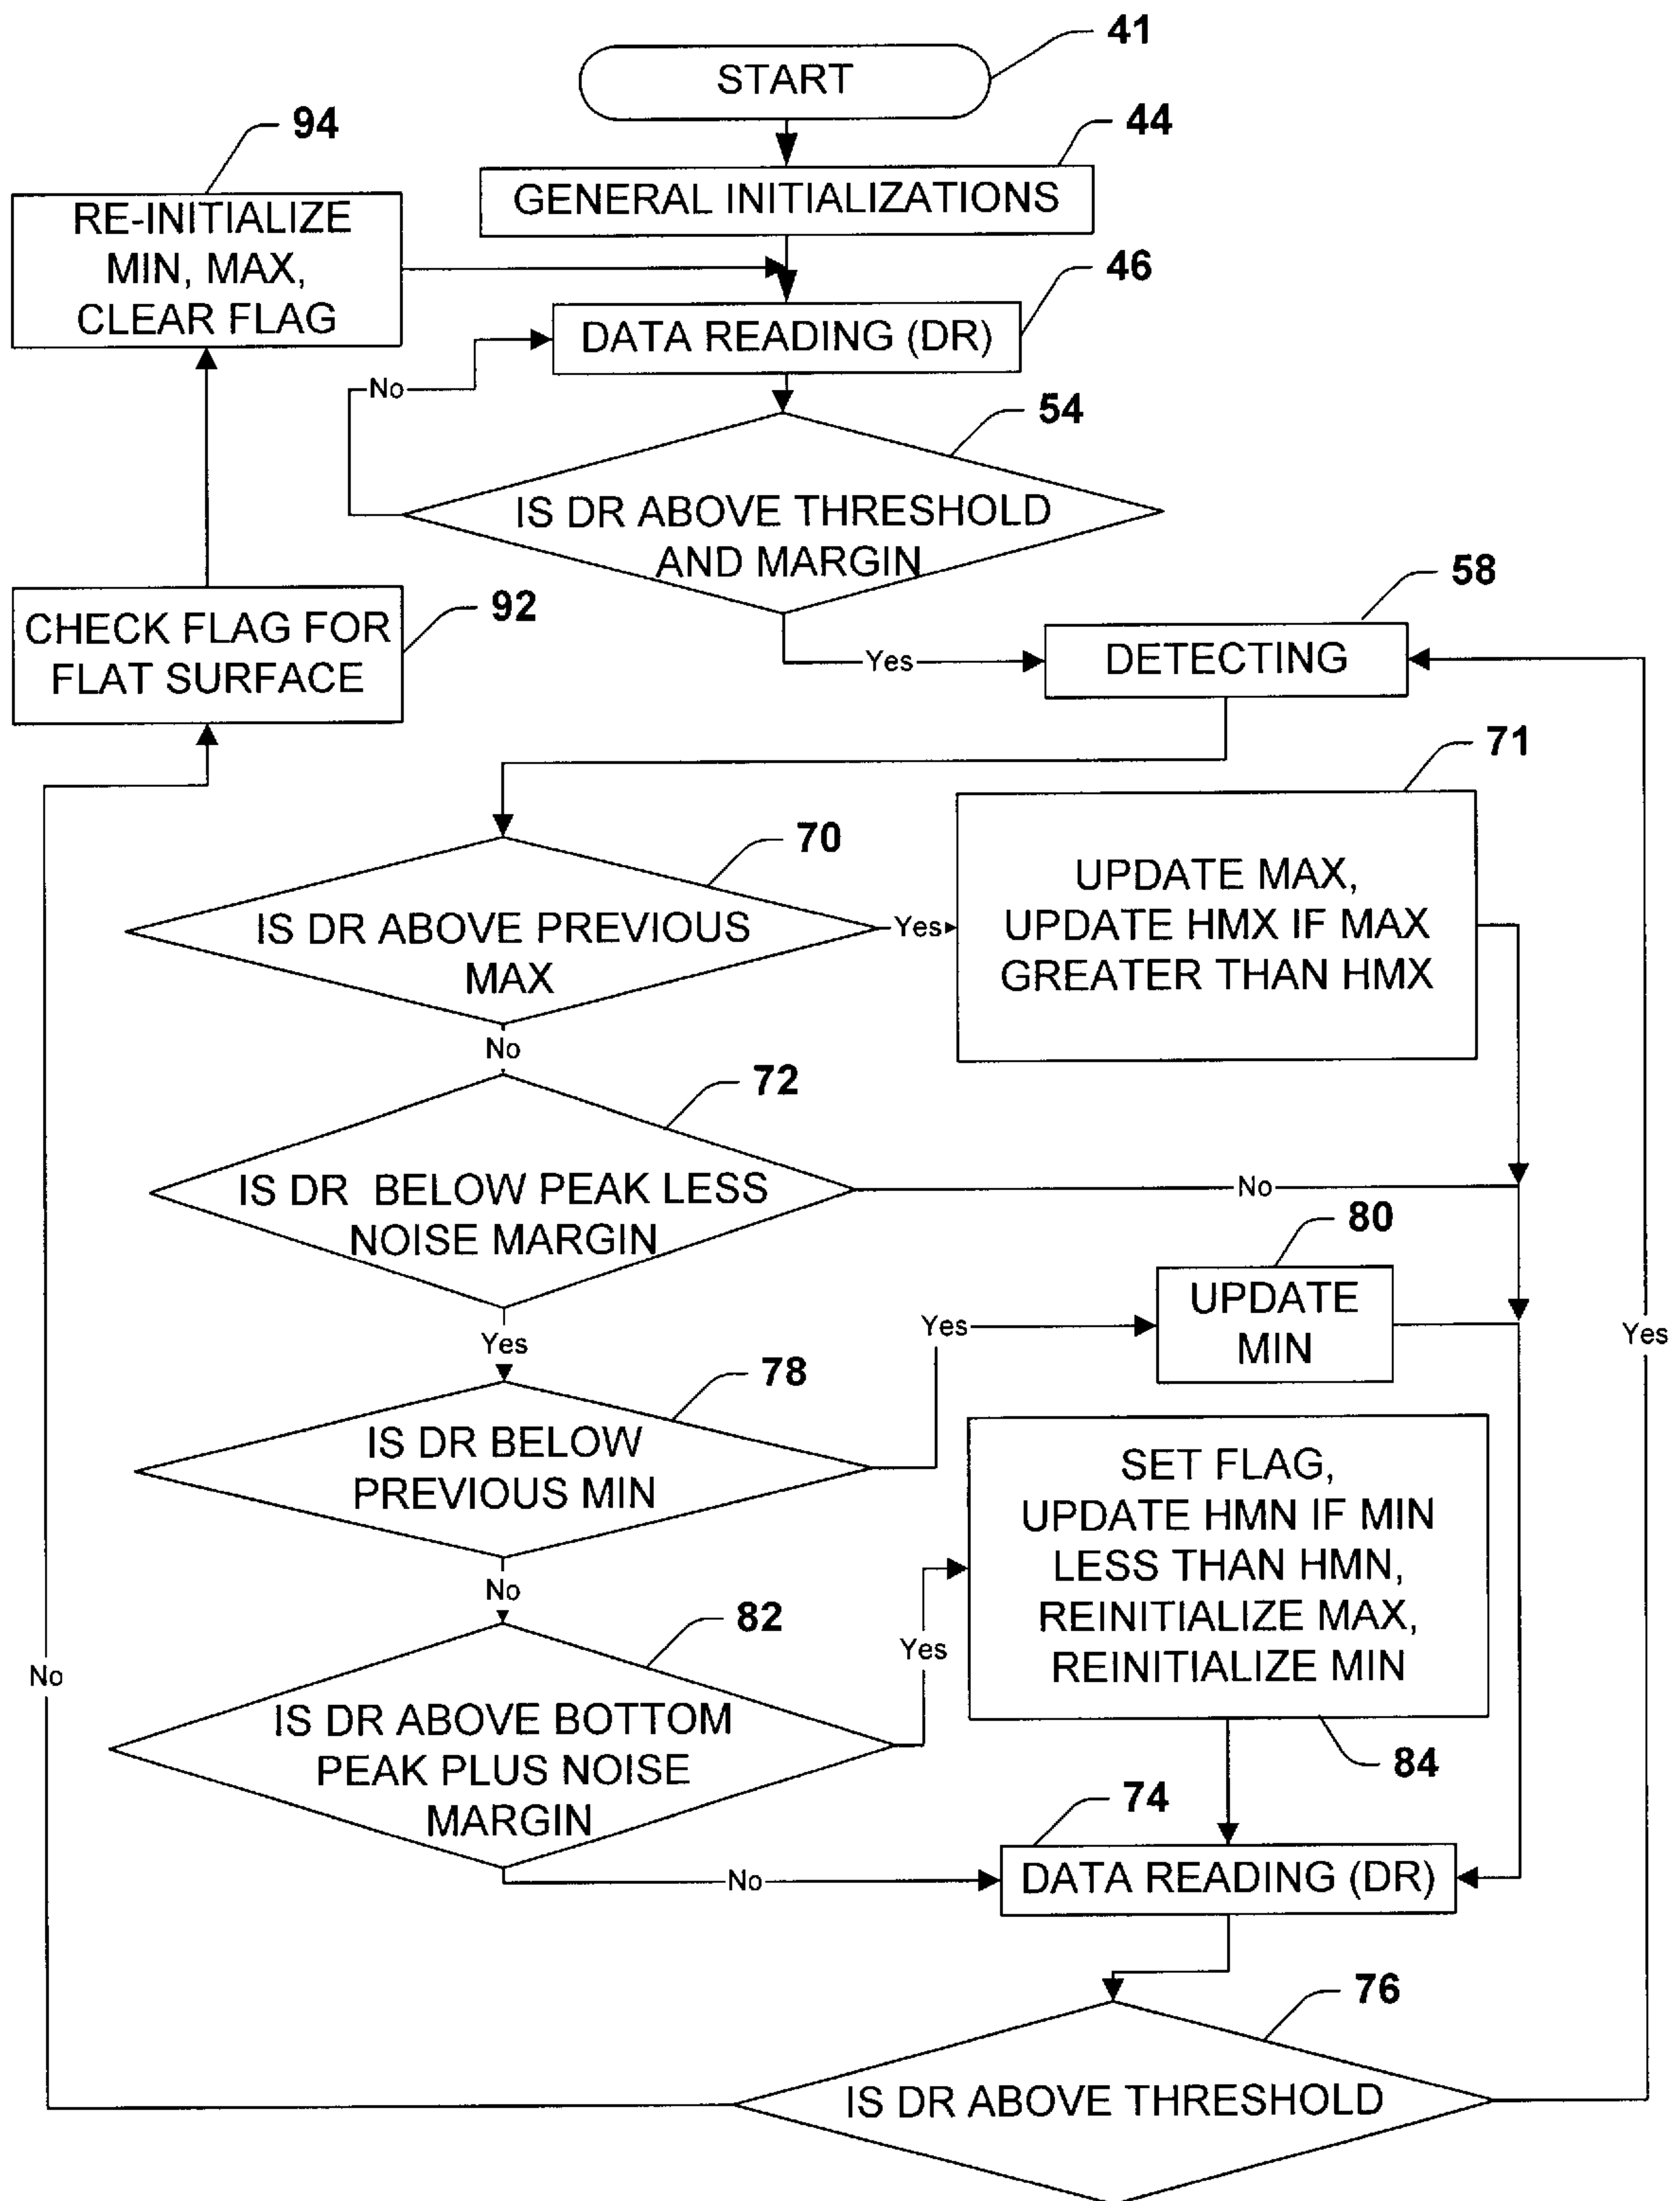 41
START
94
44
RE-INITIALIZE
MIN, MAX,
CLEAR FLAG
GENERAL INITIALIZATIONS
46
DATA READING (DR)
No
54
IS DR ABOVE THRESHOLD
AND MARGIN
58
92
CHECK FLAG FOR
FLAT SURFACE
Yes
DETECTING
71
70
UPDATE MAX,
UPDATE HMX IF MAX
GREATER THAN HMX
IS DR ABOVE PREVIOUS
MAX
Yes
No
72
IS DR BELOW PEAK LESS
NOISE MARGIN
No
80
UPDATE
MIN
Yes
Yes
Yes
78
IS DR BELOW
PREVIOUS MIN
SET FLAG,
UPDATE HMN IF MIN
LESS THAN HMN,
REINITIALIZE MAX,
REINITIALIZE MIN
No
82
Yes
No
IS DR ABOVE BOTTOM
PEAK PLUS NOISE
MARGIN
84
74
No
DATA READING (DR)
76
IS DR ABOVE THRESHOLD